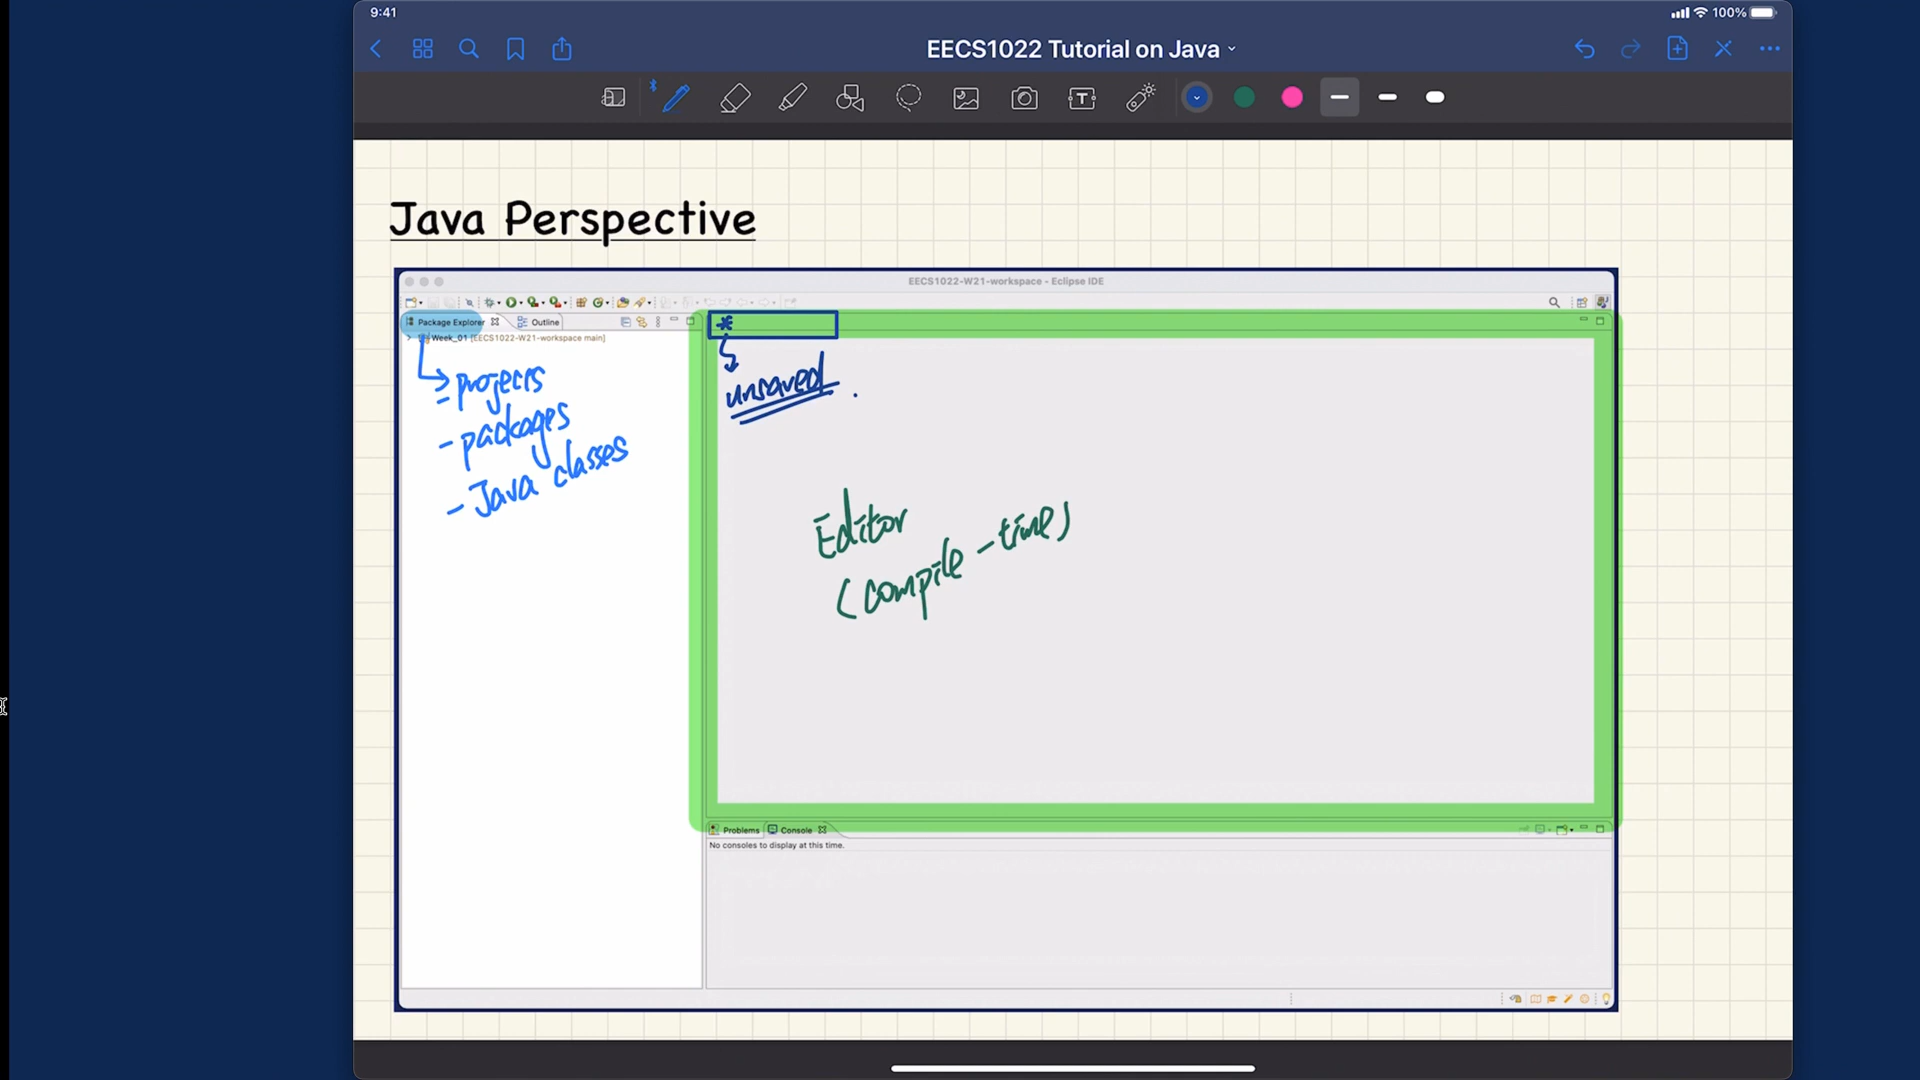 9:41
100%
EECS1022 Tutorial on Java
Java Perspective
EECS1022-W21-workspace - Eclipse IDE
Package Explorer
Outline
Week_01 [EECS1022-W21-workspace main]
*
unsaved.
- projects
- packages
- Java classes
Editor
(compile-time)
Problems
Console
No consoles to display at this time.